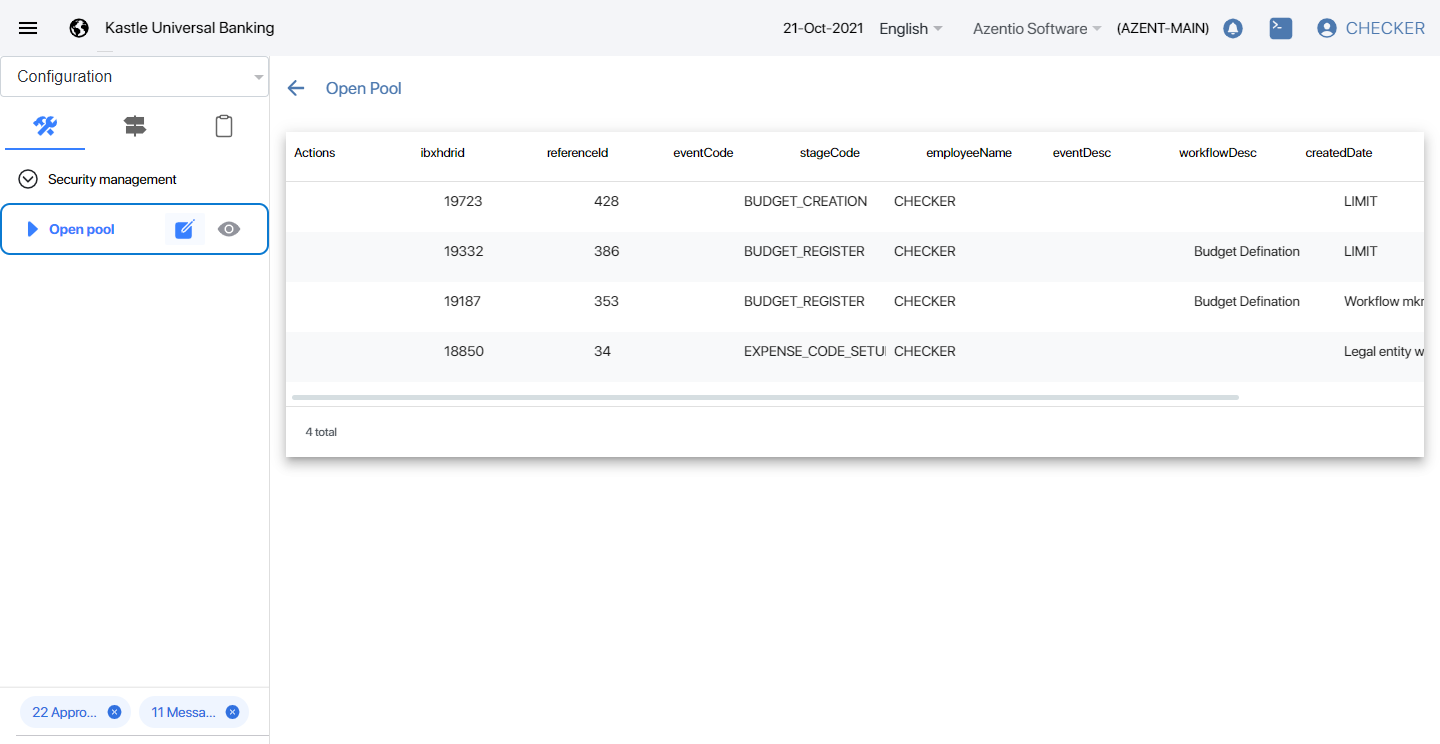 Kastle Universal Banking
21-Oct-2021 English Azentio Software (AZENT-MAIN) CHECKER
Configuration
Security management
Open pool
22 Appro... 11 Messa...
Open Pool
Actions ibxhdrid referenceId eventCode stageCode employeeName eventDesc workflowDesc createdDate
19723 428 BUDGET_CREATION CHECKER LIMIT
19332 386 BUDGET_REGISTER CHECKER Budget Defination LIMIT
19187 353 BUDGET_REGISTER CHECKER Budget Defination Workflow mkr
18850 34 EXPENSE_CODE_SETU CHECKER Legal entity w
4 total